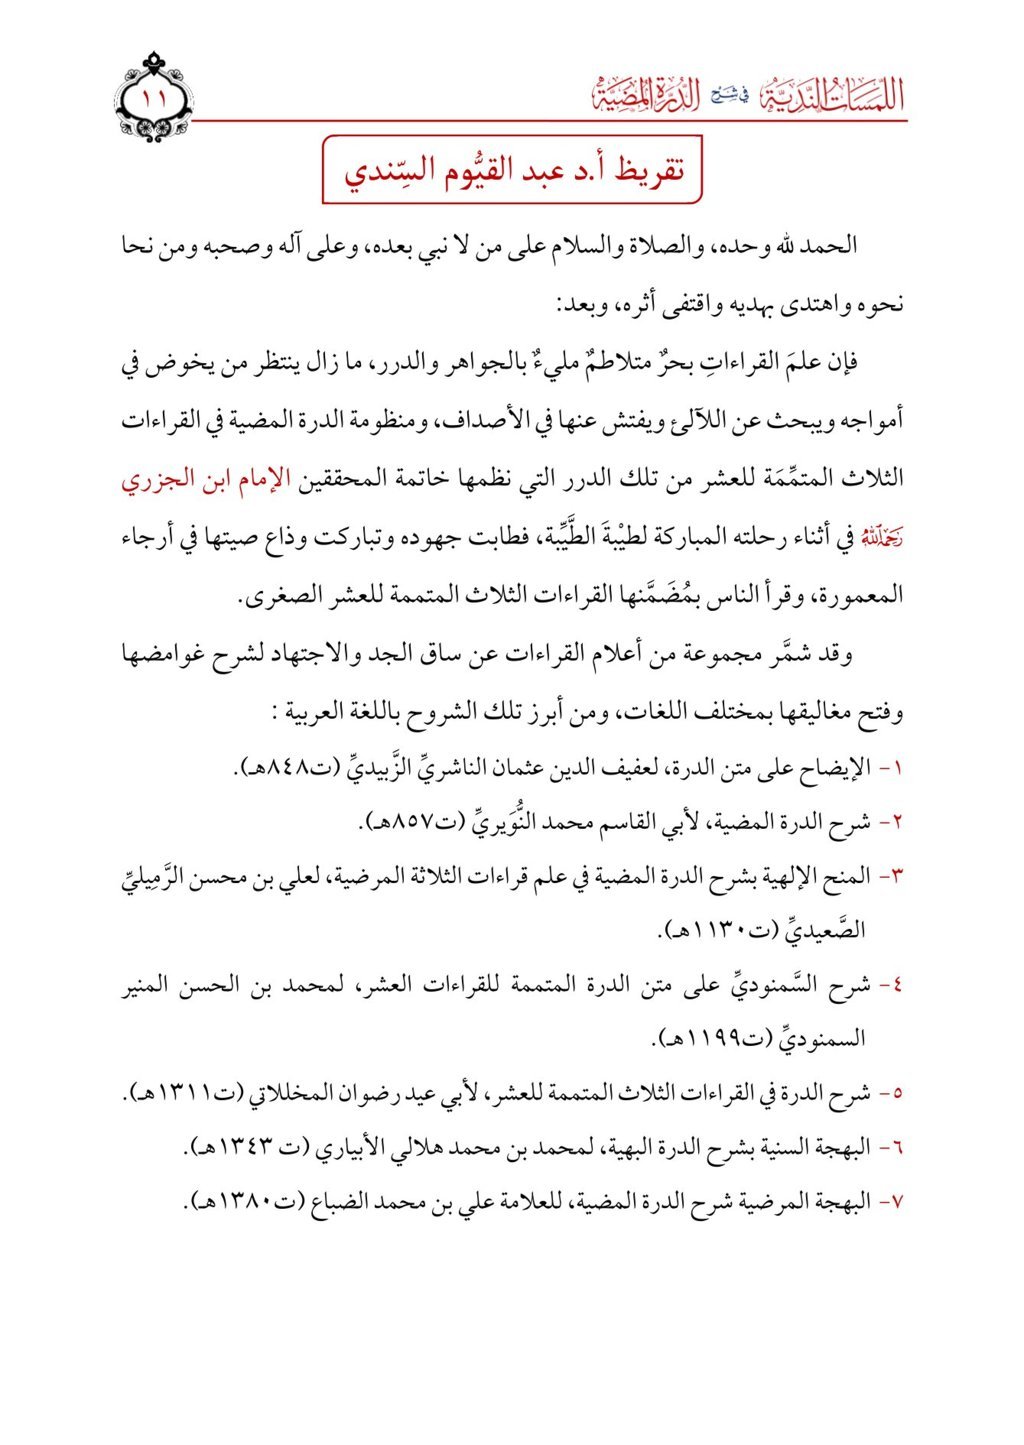 اللمسات الندية في شرح الدرة المضية
١١
تقريظ أ.د عبد القيُّوم السِّندي
الحمد لله وحده، والصلاة والسلام على من لا نبي بعده، وعلى آله وصحبه ومن نحا
نحوه واهتدى بهديه واقتفى أثره، وبعد:
فإن علمَ القراءاتِ بحرٌ متلاطمٌ مليءٌ بالجواهر والدرر، ما زال ينتظر من يخوض في
أمواجه ويبحث عن اللآلئ ويفتش عنها في الأصداف، ومنظومة الدرة المضية في القراءات
الثلاث المتمِّمَة للعشر من تلك الدرر التي نظمها خاتمة المحققين الإمام ابن الجزري
رَحِمَهُ ٱللَّهُ في أثناء رحلته المباركة لطيْبةَ الطَّيِّبة، فطابت جهوده وتباركت وذاع صيتها في أرجاء
المعمورة، وقرأ الناس بمُضَمَّنها القراءات الثلاث المتممة للعشر الصغرى.
وقد شمَّر مجموعة من أعلام القراءات عن ساق الجد والاجتهاد لشرح غوامضها
وفتح مغاليقها بمختلف اللغات، ومن أبرز تلك الشروح باللغة العربية :
١- الإيضاح على متن الدرة، لعفيف الدين عثمان الناشريِّ الزَّبيديِّ (ت٨٤٨هـ).
٢- شرح الدرة المضية، لأبي القاسم محمد النُّوَيريِّ (ت٨٥٧هـ).
٣- المنح الإلهية بشرح الدرة المضية في علم قراءات الثلاثة المرضية، لعلي بن محسن الرَّمِيليِّ
الصَّعيديِّ (ت١١٣٠هـ).
٤- شرح السَّمنوديِّ على متن الدرة المتممة للقراءات العشر، لمحمد بن الحسن المنير
السمنوديِّ (ت١١٩٩هـ).
٥- شرح الدرة في القراءات الثلاث المتممة للعشر، لأبي عيد رضوان المخللاتي (ت١٣١١هـ).
٦- البهجة السنية بشرح الدرة البهية، لمحمد بن محمد هلالي الأبياري (ت ١٣٤٣هـ).
٧- البهجة المرضية شرح الدرة المضية، للعلامة علي بن محمد الضباع (ت١٣٨٠هـ).